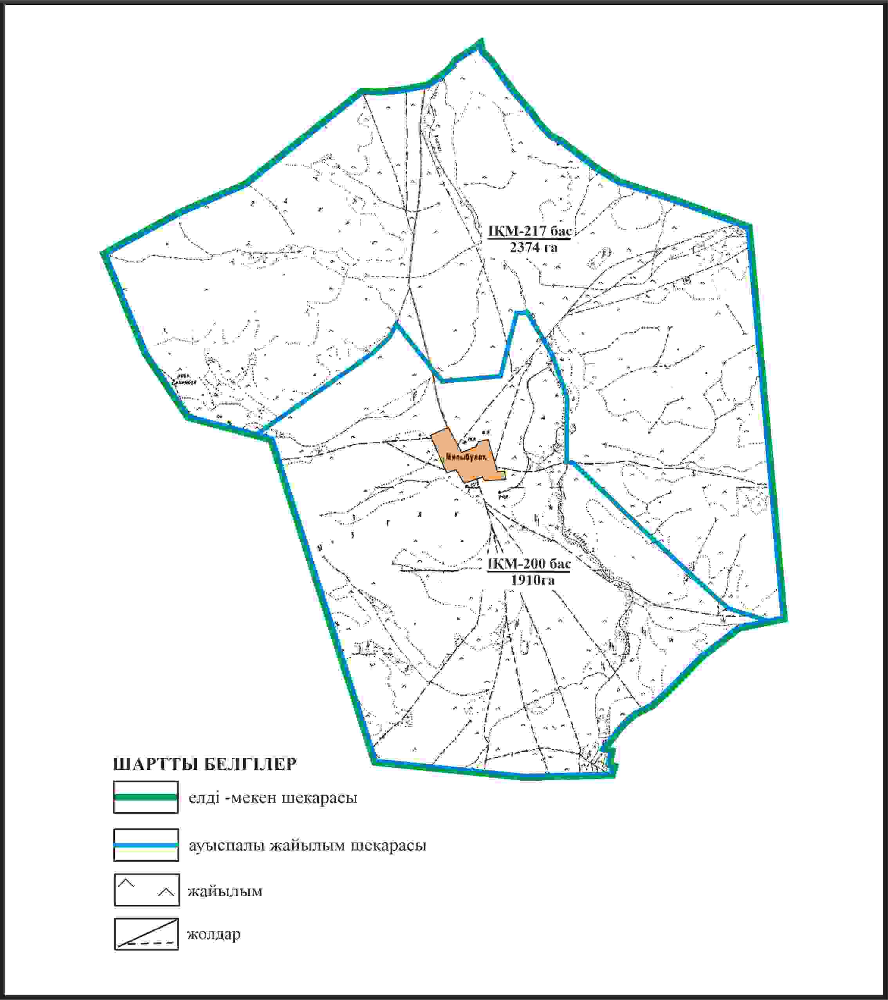 ІҚМ-217 бас
2374 га
ІҚМ-200 бас
1910га
ШАРТТЫ БЕЛГІЛЕР
елді -мекен шекарасы
ауыспалы жайылым шекарасы
жайылым
жолдар